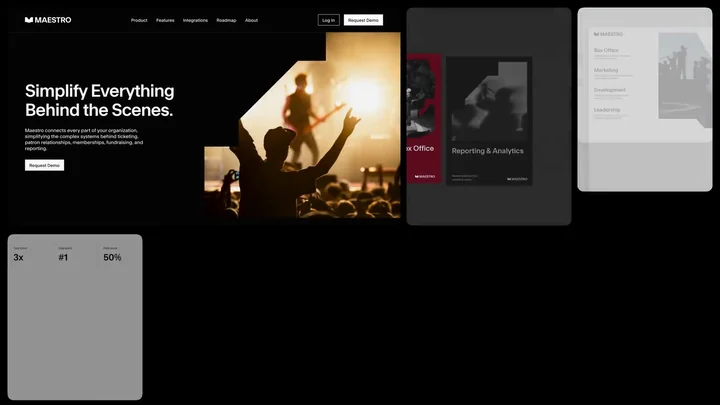 MAESTRO
Product Features Integrations Roadmap About
Log in Request Demo
Simplify Everything
Behind the Scenes.
Maestro connects every part of your organization,
simplifying the complex systems behind ticketing,
patron relationships, memberships, fundraising, and
reporting.
Request Demo
x Office
MAESTRO
Reporting & Analytics
MAESTRO
MAESTRO
Box Office
Marketing
Development
Leadership
3x #1 50%